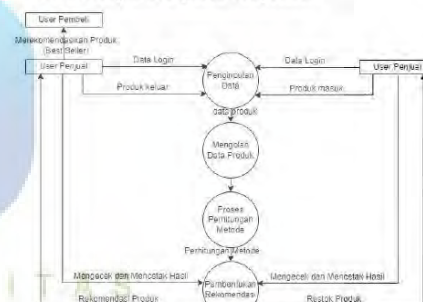 User Pembeli
Merekomendasikan Produk
(Best Seller)
User Penjual
Data Login
Data Login
User Penjual
Penginputan
Data
Produk keluar
Produk masuk
data produk
Mengolah
Data Produk
Proses
Perhitungan
Metode
Perhitungan Metode
Mengecek dan Mencetak Hasil
Pembentukan
Rekomendasi
Mengecek dan Mencetak Hasil
Rekomendasi Produk
Restok Produk
I T A S